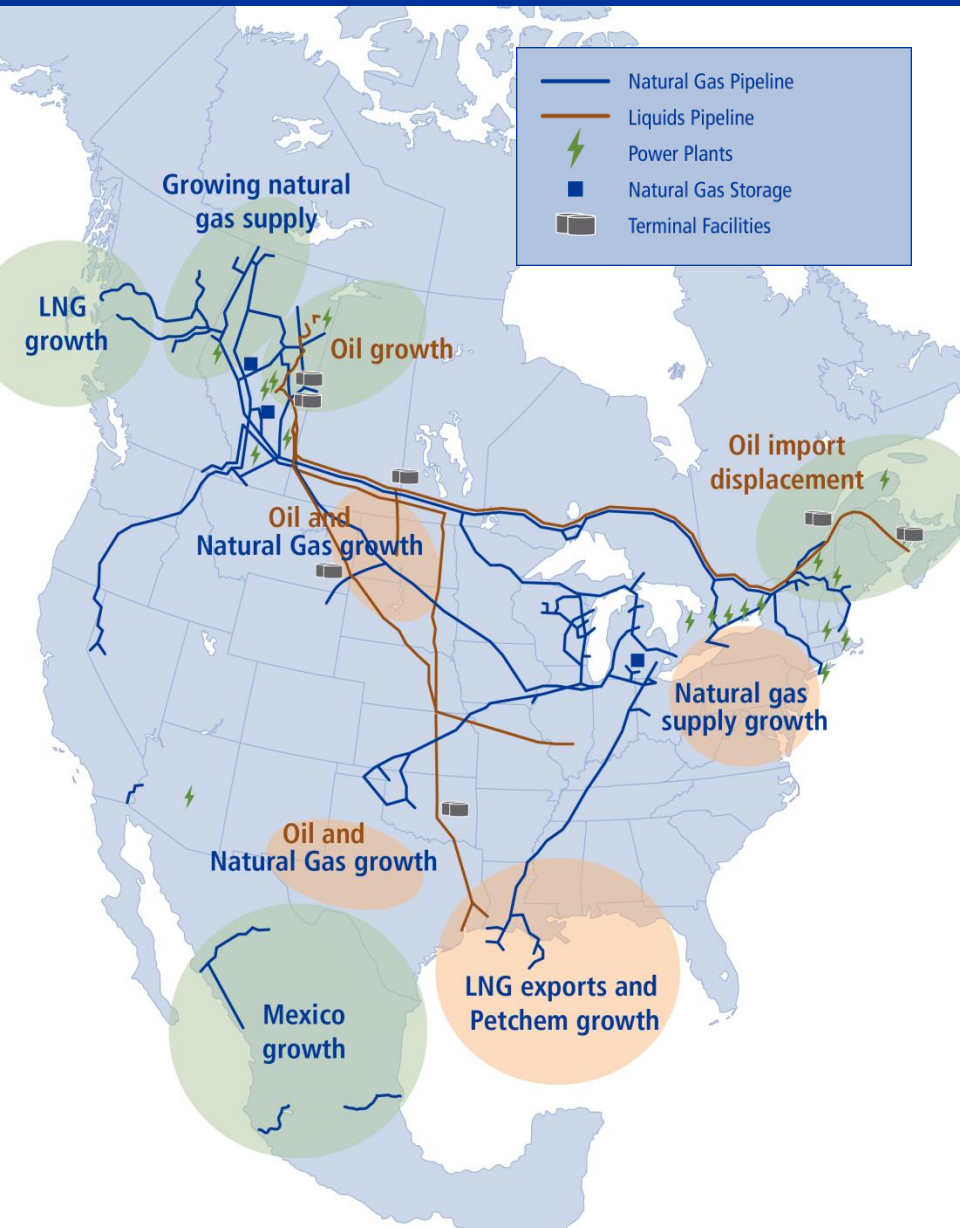 Natural Gas Pipeline
Liquids Pipeline
Power Plants
Natural Gas Storage
Terminal Facilities
Growing natural
gas supply
LNG
growth
Oil growth
Oil import
displacement
Oil and
Natural Gas growth
Natural gas
supply growth
Oil and
Natural Gas growth
LNG exports and
Petchem growth
Mexico
growth